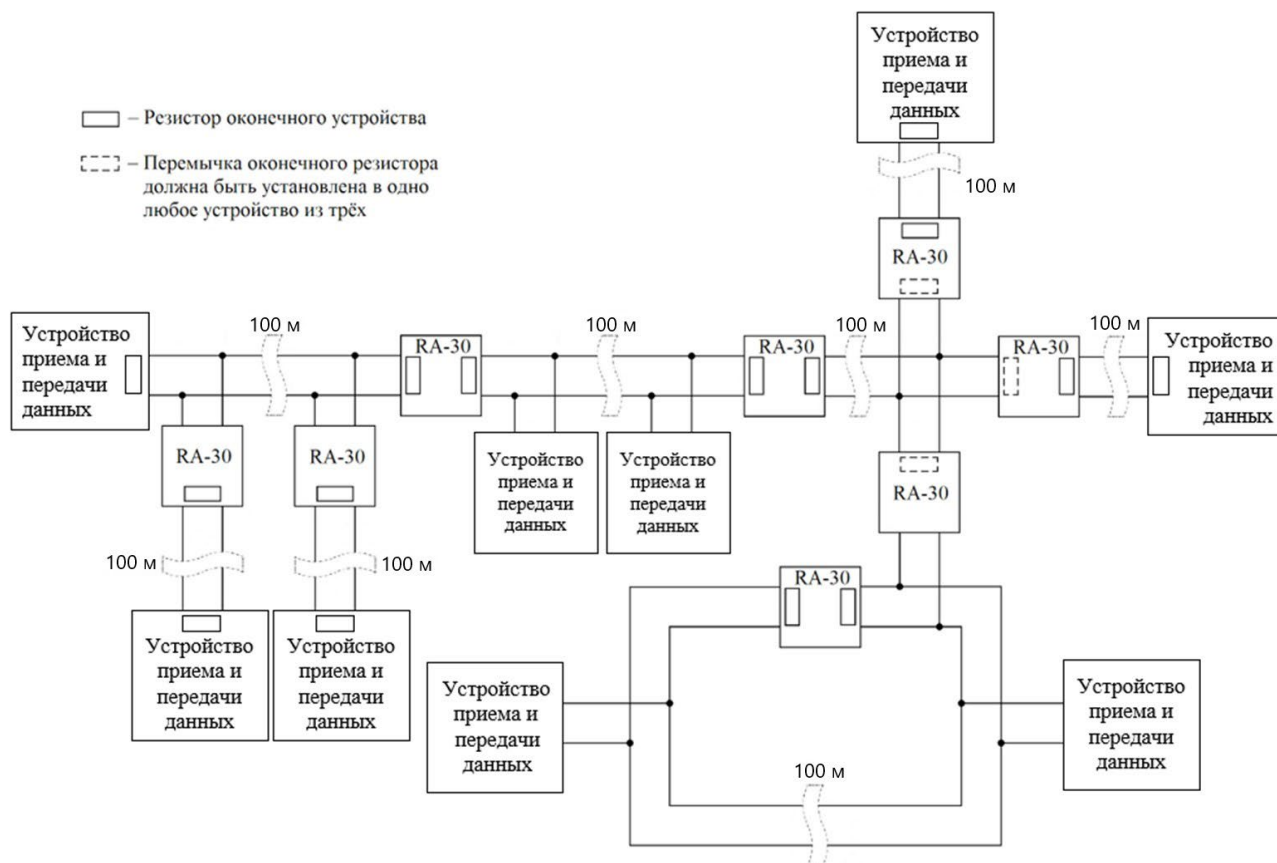 Устройство
приема и
передачи
данных
– Резистор оконечного устройства
– Перемычка оконечного резистора
должна быть установлена в одно
любое устройство из трёх
100 м
RA-30
Устройство
приема и
передачи
данных
100 м
RA-30
100 м
RA-30
100 м
RA-30
100 м
Устройство
приема и
передачи
данных
RA-30
RA-30
Устройство
приема и
передачи
данных
Устройство
приема и
передачи
данных
RA-30
100 м
100 м
RA-30
Устройство
приема и
передачи
данных
Устройство
приема и
передачи
данных
Устройство
приема и
передачи
данных
Устройство
приема и
передачи
данных
100 м